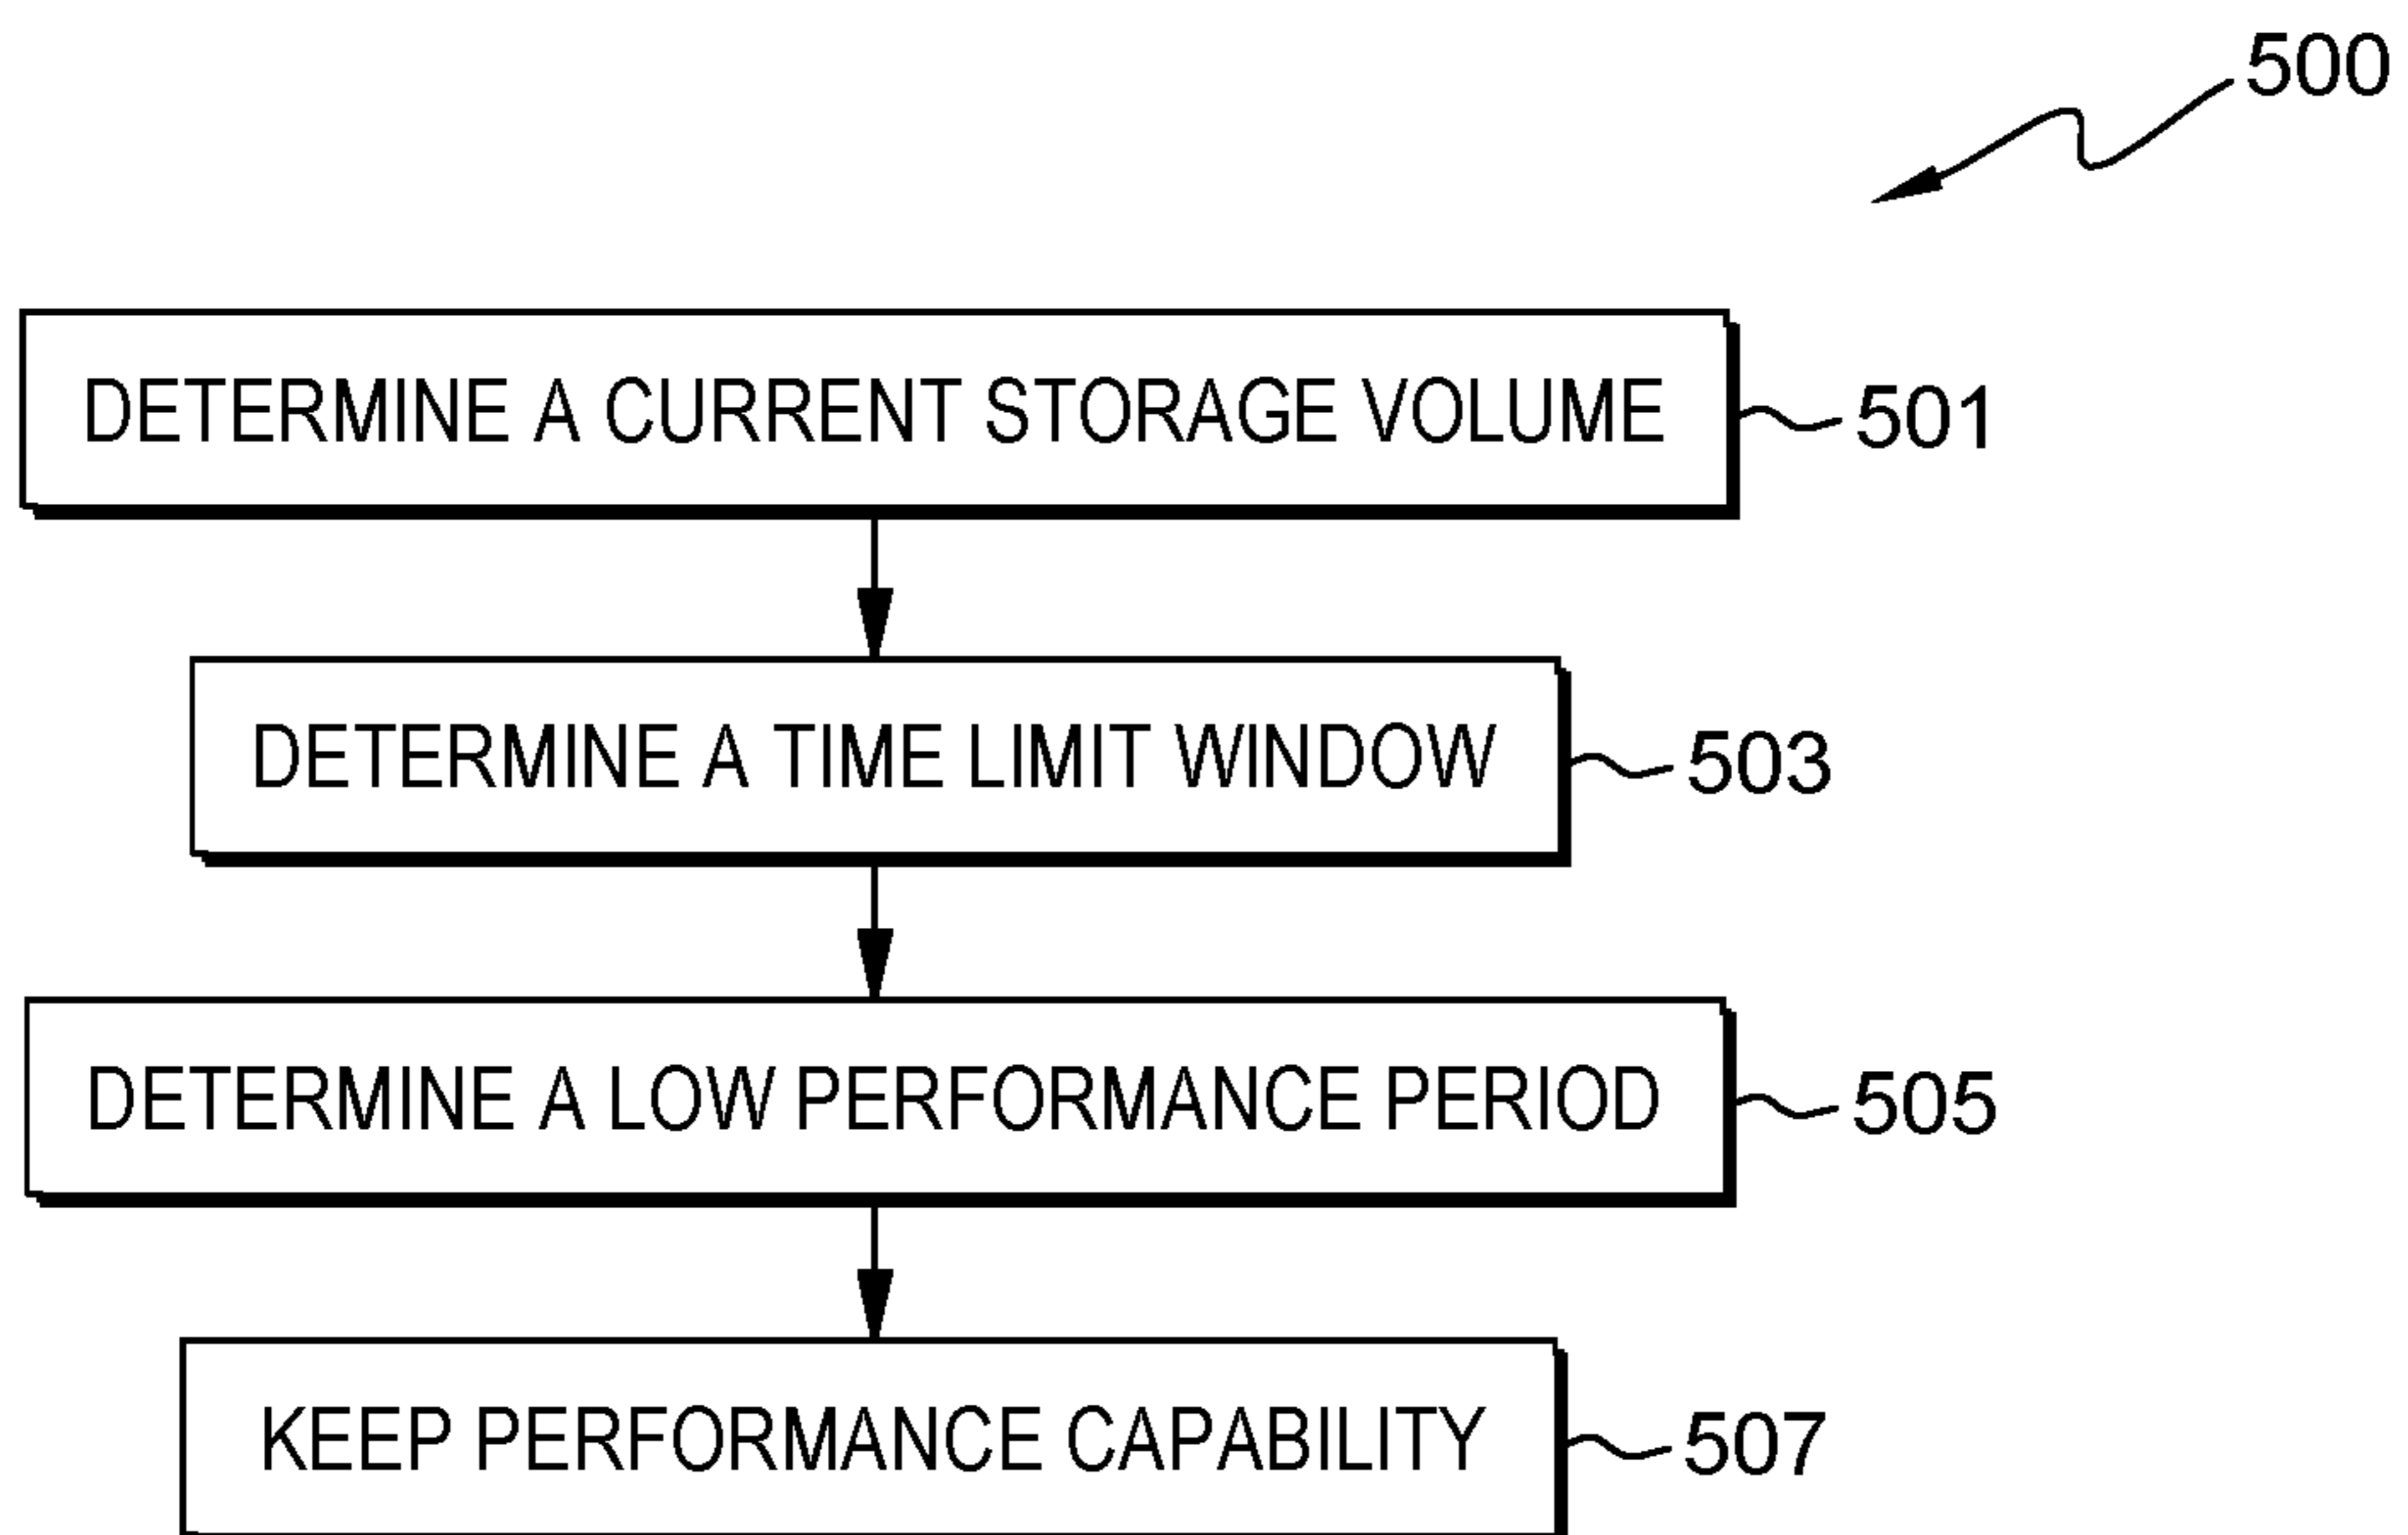 500
DETERMINE A CURRENT STORAGE VOLUME 501
DETERMINE A TIME LIMIT WINDOW 503
DETERMINE A LOW PERFORMANCE PERIOD 505
KEEP PERFORMANCE CAPABILITY 507